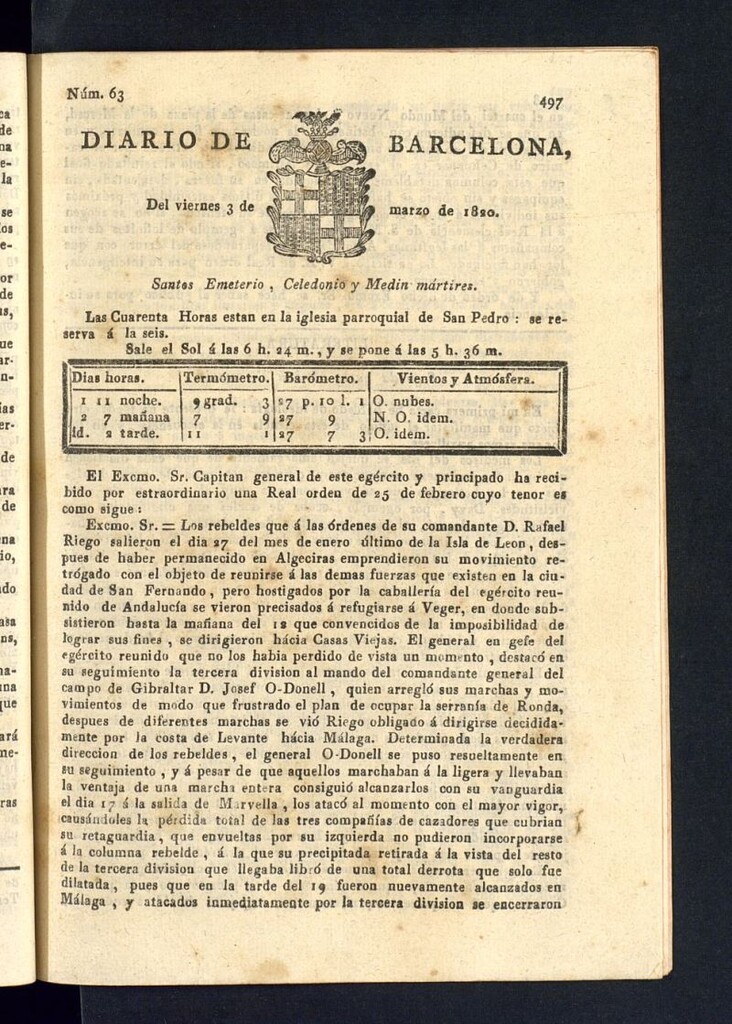 Núm. 63
497
DIARIO DE BARCELONA,
Del viernes 3 de marzo de 1820.
Santos Emeterio , Celedonio y Medin mártires.
Las Cuarenta Horas estan en la iglesia parroquial de San Pedro : se re-
serva á la seis.
Sale el Sol á las 6 h. 24 m., y se pone á las 5 h. 36 m.
Dias horas. Termómetro. Barómetro. Vientos y Atmósfera.
1 11 noche. 9 grad. 3 27 p. 10 l. 1 O. nubes.
2 7 mañana 7 9 27 9 N. O. idem.
id. 2 tarde. 11 1 27 7 3 O. idem.
El Excmo. Sr. Capitan general de este egército y principado ha reci-
bido por estraordinario una Real orden de 25 de febrero cuyo tenor es
como sigue :
Excmo. Sr. = Los rebeldes que á las órdenes de su comandante D. Rafael
Riego salieron el dia 27 del mes de enero último de la Isla de Leon , des-
pues de haber permanecido en Algeciras emprendieron su movimiento re-
trógado con el objeto de reunirse á las demas fuerzas que existen en la ciu-
dad de San Fernando , pero hostigados por la caballería del egército reu-
nido de Andalucía se vieron precisados á refugiarse á Veger, en donde sub-
sistieron hasta la mañana del 12 que convencidos de la imposibilidad de
lograr sus fines , se dirigieron hácia Casas Viejas. El general en gefe del
egército reunido que no los habia perdido de vista un momento , destacó en
su seguimiento la tercera division al mando del comandante general del
campo de Gibraltar D. Josef O-Donell , quien arregló sus marchas y mo-
vimientos de modo que frustrado el plan de ocupar la serranía de Ronda,
despues de diferentes marchas se vió Riego obligado á dirigirse decidida-
mente por la costa de Levante hácia Málaga. Determinada la verdadera
direccion de los rebeldes , el general O-Donell se puso resueltamente en
su seguimiento , y á pesar de que aquellos marchaban á la ligera y llevaban
la ventaja de una marcha entera consiguió alcanzarlos con su vanguardia
el dia 17 á la salida de Marvella , los atacó al momento con el mayor vigor,
causándoles la pérdida total de las tres compañías de cazadores que cubrian
su retaguardia , que envueltas por su izquierda no pudieron incorporarse
á la columna rebelde , á la que su precipitada retirada á la vista del resto
de la tercera division que llegaba libró de una total derrota que solo fue
dilatada , pues que en la tarde del 19 fueron nuevamente alcanzados en
Málaga , y atacados inmediatamente por la tercera division se encerraron